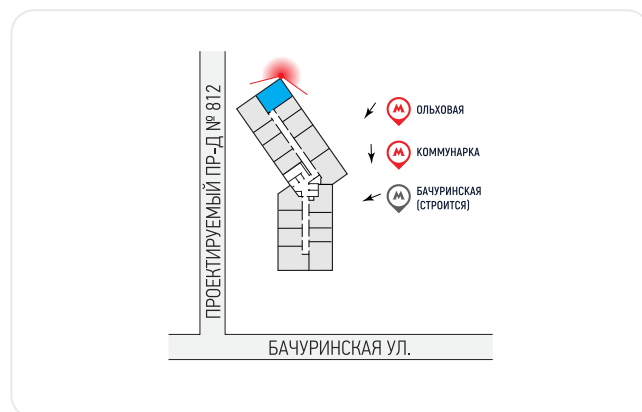 ПРОЕКТИРУЕМЫЙ ПР-Д № 812
ОЛЬХОВАЯ
КОММУНАРКА
БАЧУРИНСКАЯ
(СТРОИТСЯ)
БАЧУРИНСКАЯ УЛ.